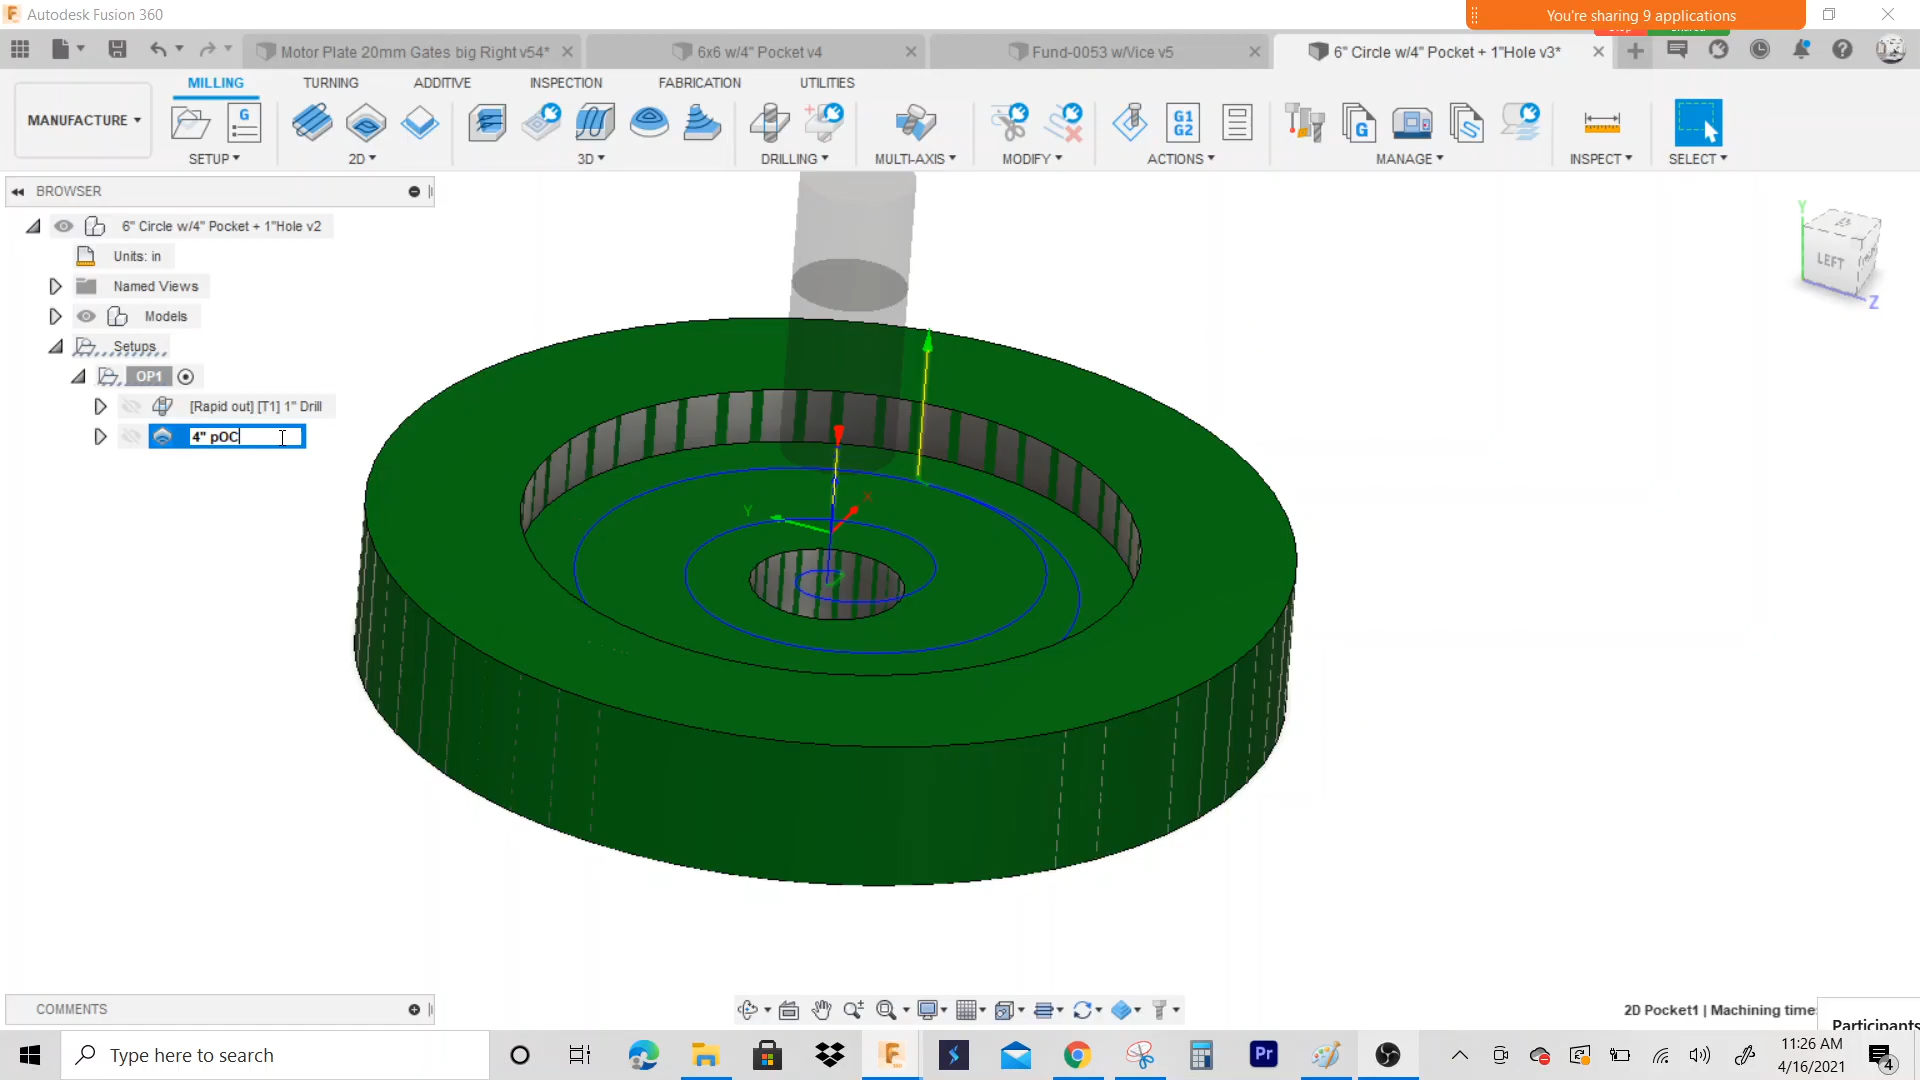 Autodesk Fusion 360
You're sharing 9 applications
Motor Plate 20mm Gates big Right v54*
6x6 w/4" Pocket v4
Fund-0053 w/Vice v5
6" Circle w/4" Pocket + 1"Hole v3*
MILLING
TURNING
ADDITIVE
INSPECTION
FABRICATION
UTILITIES
MANUFACTURE
G
G1
G2
G
SETUP
2D
3D
DRILLING
MULTI-AXIS
MODIFY
ACTIONS
MANAGE
INSPECT
SELECT
BROWSER
6" Circle w/4" Pocket + 1"Hole v2
Units: in
Named Views
Models
Setups
OP1
[Rapid out] [T1] 1" Drill
4" pOC
Y
X
Y
LEFT
Z
COMMENTS
2D Pocket1 | Machining time:
Participants
Type here to search
Pr
11:26 AM
4/16/2021
4